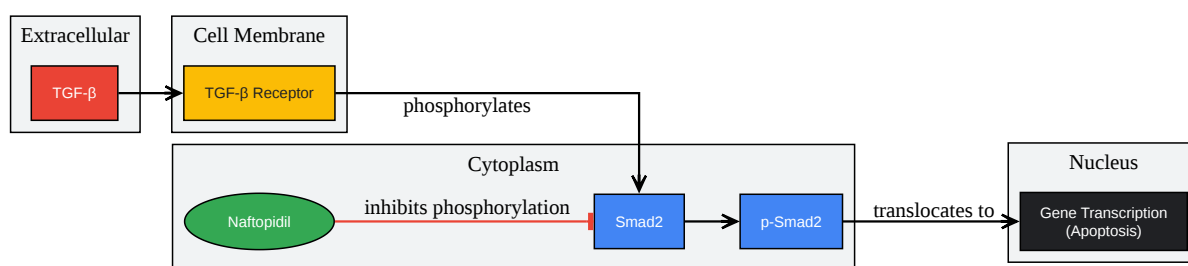 Extracellular
Cell Membrane
TGF-β
TGF-β Receptor
phosphorylates
Cytoplasm
Nucleus
Naftopidil
inhibits phosphorylation
Smad2
p-Smad2
translocates to
Gene Transcription
(Apoptosis)